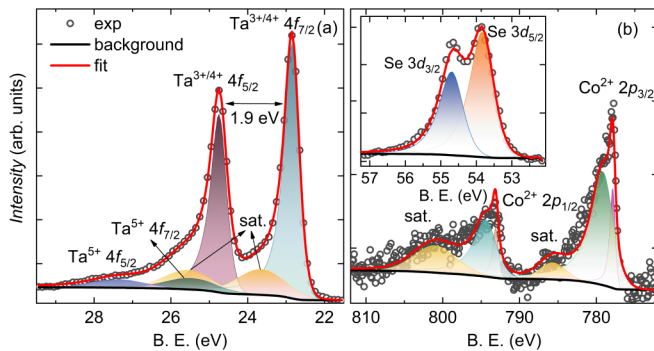 exp
background
fit
Ta3+/4+ 4f7/2 (a)
Ta3+/4+ 4f5/2
1.9 eV
Ta5+ 4f7/2
sat.
Ta5+ 4f5/2
Intensity (arb. units)
28 26 24 22
B. E. (eV)
(b)
Se 3d5/2
Se 3d3/2
57 56 55 54 53
B. E. (eV)
Co2+ 2p3/2
Co2+ 2p1/2
sat.
sat.
810 800 790 780
B. E. (eV)